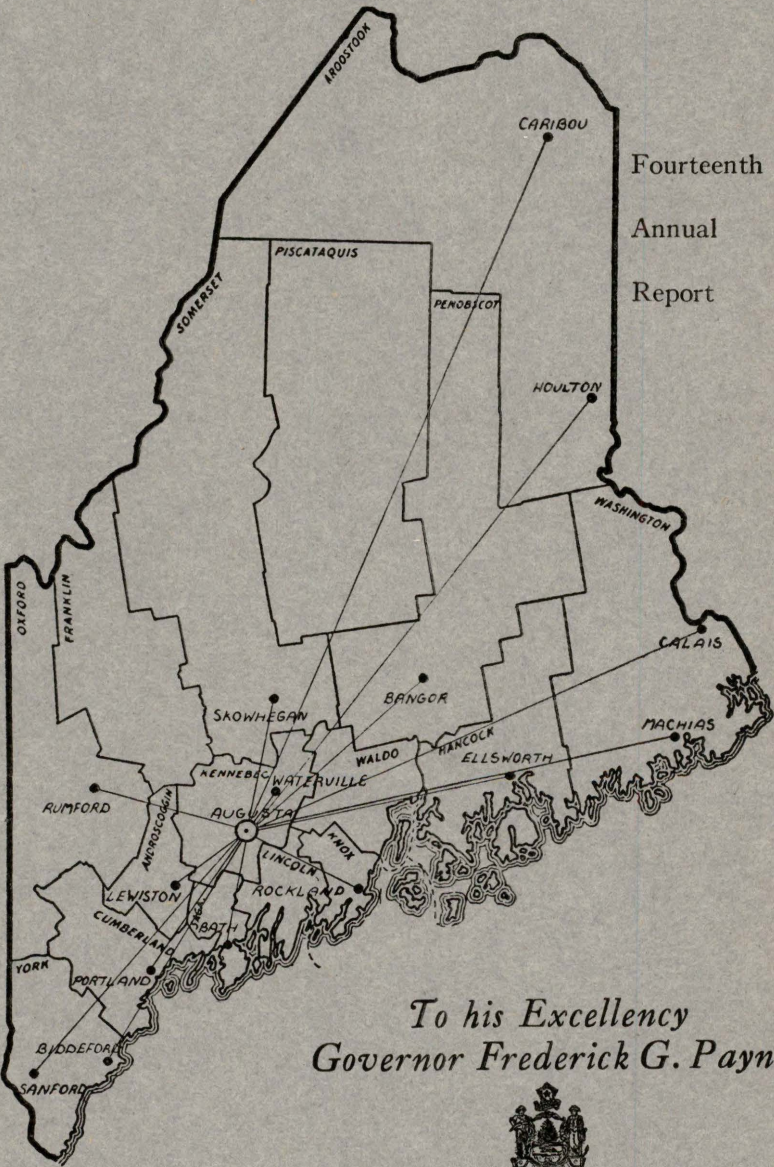 AROOSTOOK
CARIBOU
Fourteenth
Annual
Report
PISCATAQUIS
SOMERSET
PENOBSCOT
HOULTON
WASHINGTON
OXFORD
FRANKLIN
CALAIS
SKOWHEGAN
BANGOR
MACHIAS
WALDO
HANCOCK
ELLSWORTH
KENNEBEC
WATERVILLE
RUMFORD
AUGUSTA
ANDROSCOGGIN
KNOX
LINCOLN
LEWISTON
ROCKLAND
CUMBERLAND
BATH
YORK
PORTLAND
BIDDEFORD
SANFORD
To his Excellency
Governor Frederick G. Payn